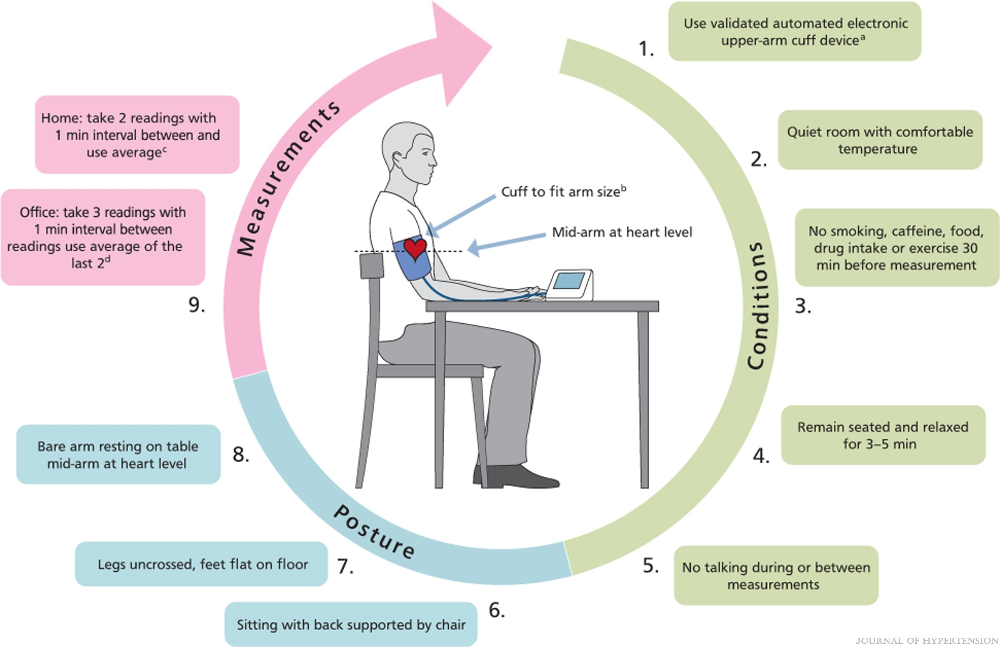 1.
Use validated automated electronic
upper-arm cuff deviceᵃ
2.
Quiet room with comfortable
temperature
No smoking, caffeine, food,
drug intake or exercise 30
min before measurement
3.
Conditions
Remain seated and relaxed
for 3–5 min
4.
5.
No talking during or between
measurements
6.
Sitting with back supported by chair
Legs uncrossed, feet flat on floor
7.
Posture
Bare arm resting on table
mid-arm at heart level
8.
Home: take 2 readings with
1 min interval between and
use averageᶜ
Office: take 3 readings with
1 min interval between
readings use average of the
last 2ᵈ
9.
Measurements
Cuff to fit arm sizeᵇ
Mid-arm at heart level
JOURNAL OF HYPERTENSION